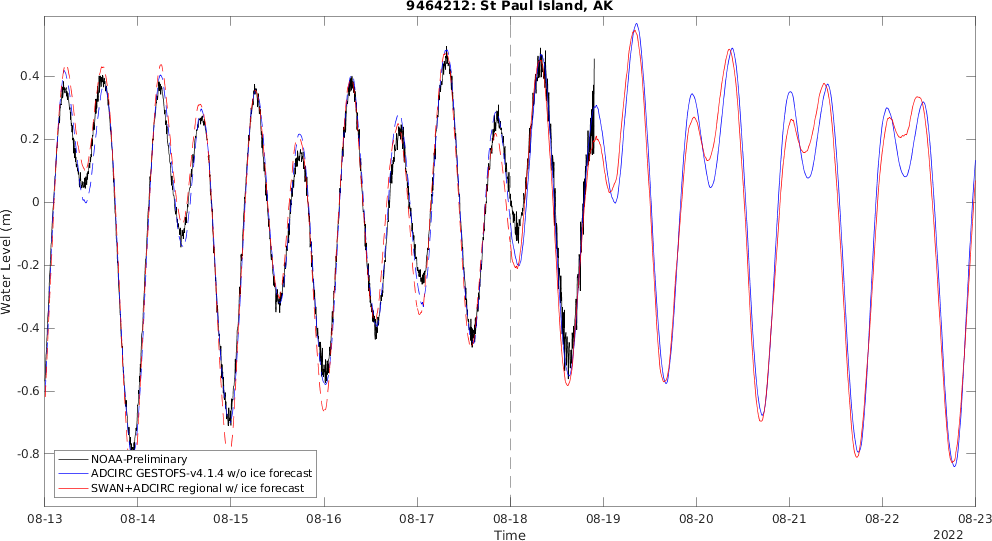 9464212: St Paul Island, AK
Water Level (m)
0.4
0.2
0
-0.2
-0.4
-0.6
-0.8
NOAA-Preliminary
ADCIRC GESTOFS-v4.1.4 w/o ice forecast
SWAN+ADCIRC regional w/ ice forecast
08-13 08-14 08-15 08-16 08-17 08-18 08-19 08-20 08-21 08-22 08-23
Time
2022